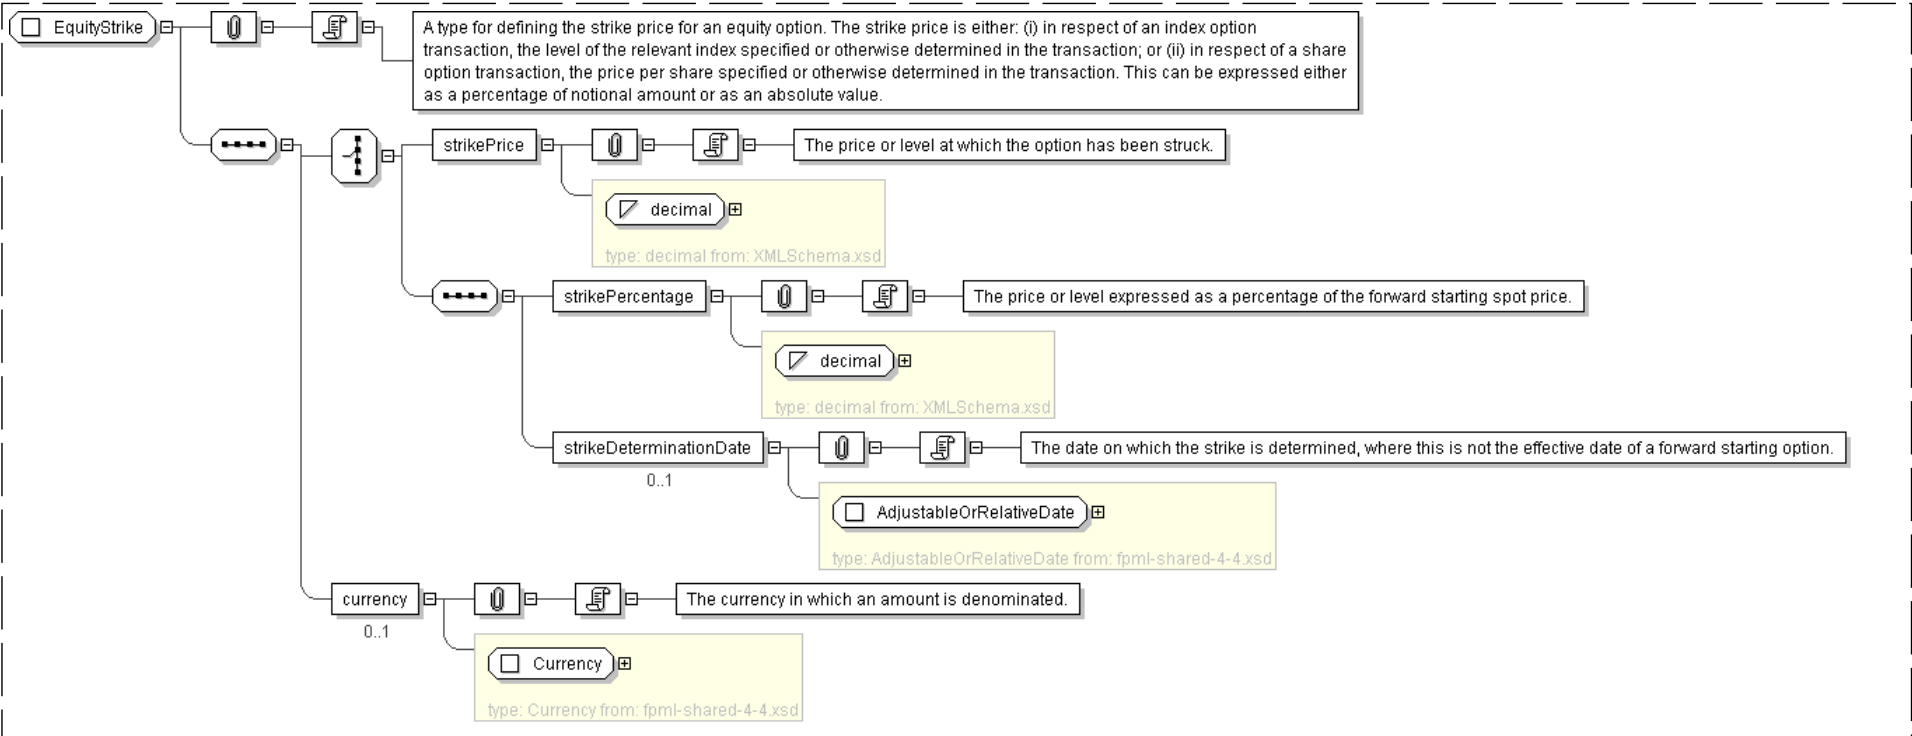 EquityStrike
A type for defining the strike price for an equity option. The strike price is either: (i) in respect of an index option
transaction, the level of the relevant index specified or otherwise determined in the transaction; or (ii) in respect of a share
option transaction, the price per share specified or otherwise determined in the transaction. This can be expressed either
as a percentage of notional amount or as an absolute value.
strikePrice
The price or level at which the option has been struck.
decimal
type: decimal from: XMLSchema.xsd
strikePercentage
The price or level expressed as a percentage of the forward starting spot price.
decimal
type: decimal from: XMLSchema.xsd
strikeDeterminationDate
The date on which the strike is determined, where this is not the effective date of a forward starting option.
0..1
AdjustableOrRelativeDate
type: AdjustableOrRelativeDate from: fpml-shared-4-4.xsd
currency
The currency in which an amount is denominated.
0..1
Currency
type: Currency from: fpml-shared-4-4.xsd